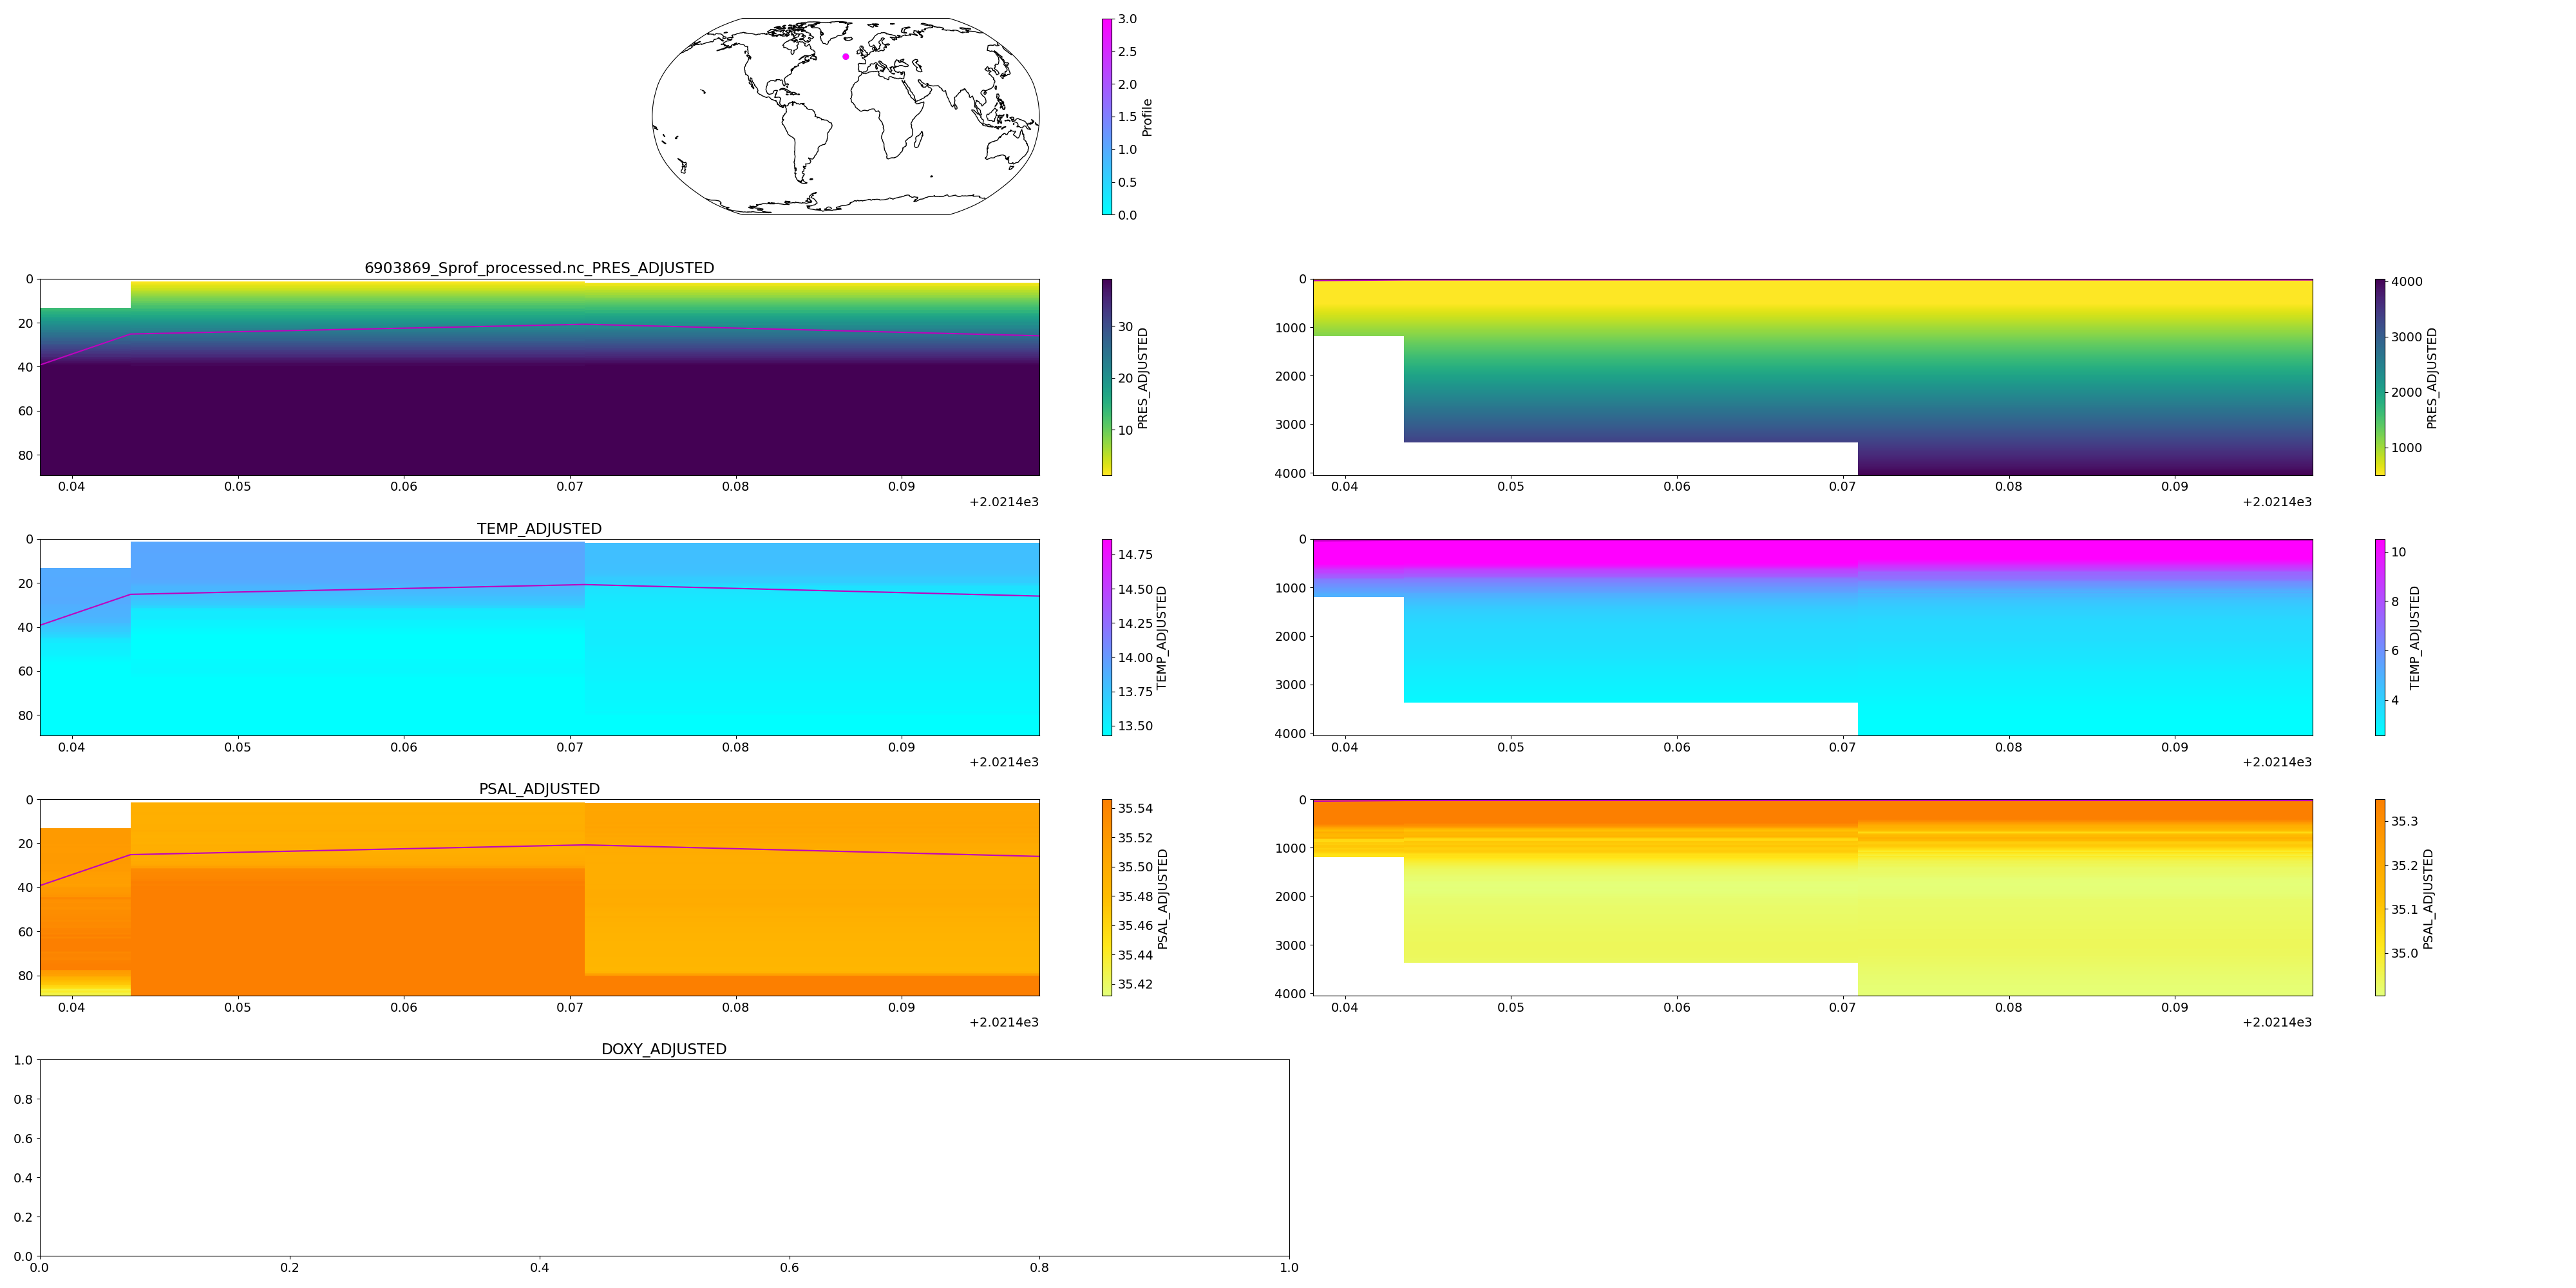 3.0
2.5
2.0
1.5
1.0
0.5
0.0
Profile
6903869_Sprof_processed.nc_PRES_ADJUSTED
0
20
40
60
80
0.04 0.05 0.06 0.07 0.08 0.09
+2.0214e3
30
20
10
PRES_ADJUSTED
0
1000
2000
3000
4000
0.04 0.05 0.06 0.07 0.08 0.09
+2.0214e3
4000
3000
2000
1000
PRES_ADJUSTED
TEMP_ADJUSTED
0
20
40
60
80
0.04 0.05 0.06 0.07 0.08 0.09
+2.0214e3
14.75
14.50
14.25
14.00
13.75
13.50
TEMP_ADJUSTED
0
1000
2000
3000
4000
0.04 0.05 0.06 0.07 0.08 0.09
+2.0214e3
10
8
6
4
TEMP_ADJUSTED
PSAL_ADJUSTED
0
20
40
60
80
0.04 0.05 0.06 0.07 0.08 0.09
+2.0214e3
35.54
35.52
35.50
35.48
35.46
35.44
35.42
PSAL_ADJUSTED
0
1000
2000
3000
4000
0.04 0.05 0.06 0.07 0.08 0.09
+2.0214e3
35.3
35.2
35.1
35.0
PSAL_ADJUSTED
DOXY_ADJUSTED
1.0
0.8
0.6
0.4
0.2
0.0
0.0 0.2 0.4 0.6 0.8 1.0